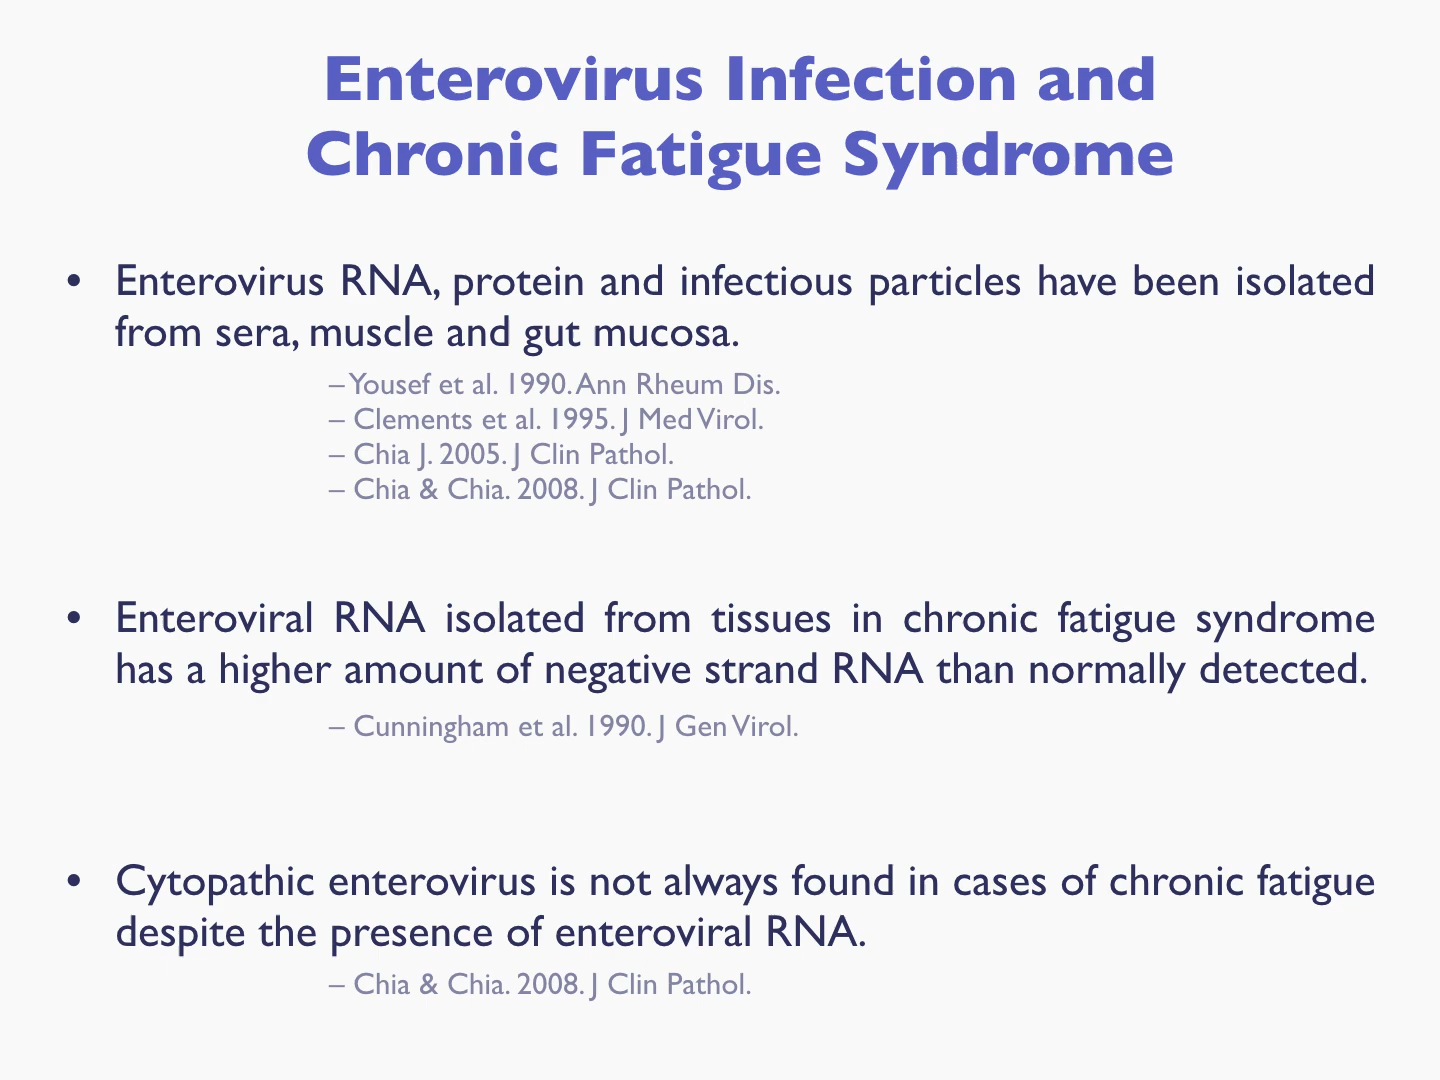 Enterovirus Infection and
Chronic Fatigue Syndrome
• Enterovirus RNA, protein and infectious particles have been isolated
from sera, muscle and gut mucosa.
– Yousef et al. 1990. Ann Rheum Dis.
– Clements et al. 1995. J Med Virol.
– Chia J. 2005. J Clin Pathol.
– Chia & Chia. 2008. J Clin Pathol.
• Enteroviral RNA isolated from tissues in chronic fatigue syndrome
has a higher amount of negative strand RNA than normally detected.
– Cunningham et al. 1990. J Gen Virol.
• Cytopathic enterovirus is not always found in cases of chronic fatigue
despite the presence of enteroviral RNA.
– Chia & Chia. 2008. J Clin Pathol.